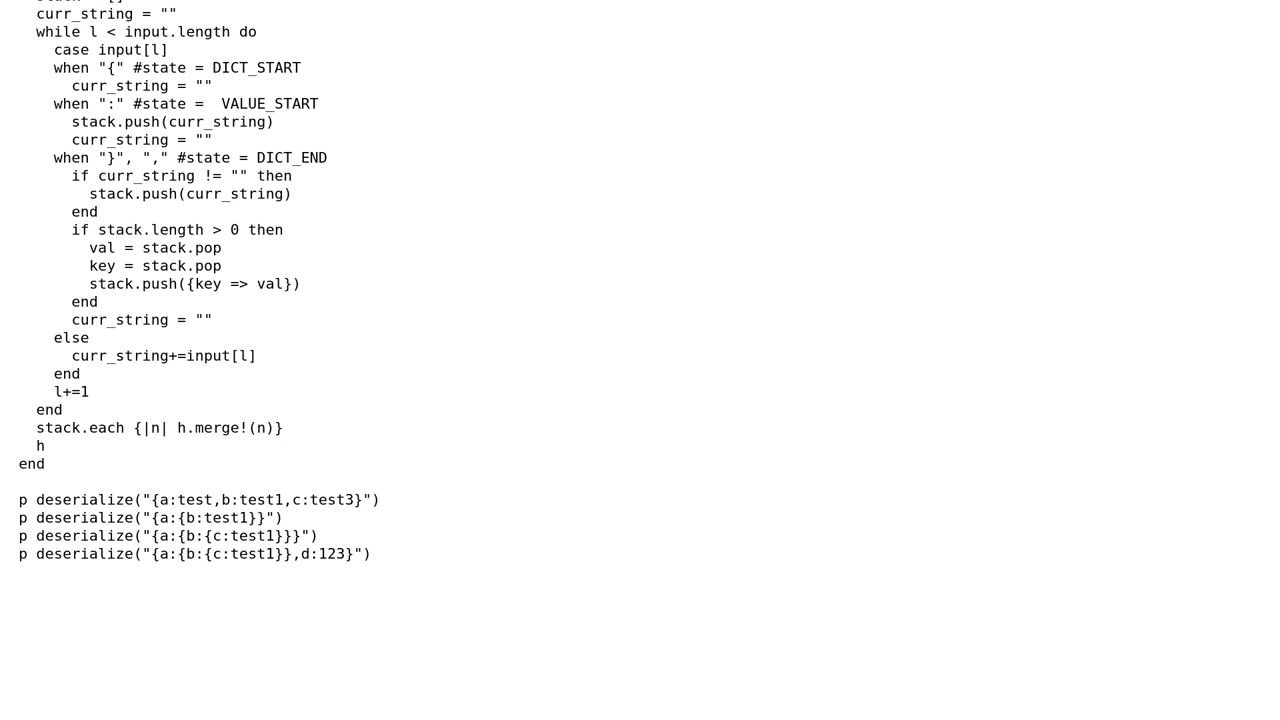 curr_string = ""
while l < input.length do
case input[l]
when "{" #state = DICT_START
curr_string = ""
when ":" #state =  VALUE_START
stack.push(curr_string)
curr_string = ""
when "}", "," #state = DICT_END
if curr_string != "" then
stack.push(curr_string)
end
if stack.length > 0 then
val = stack.pop
key = stack.pop
stack.push({key => val})
end
curr_string = ""
else
curr_string+=input[l]
end
l+=1
end
stack.each {|n| h.merge!(n)}
h
end
p deserialize("{a:test,b:test1,c:test3}")
p deserialize("{a:{b:test1}}")
p deserialize("{a:{b:{c:test1}}}")
p deserialize("{a:{b:{c:test1}},d:123}")